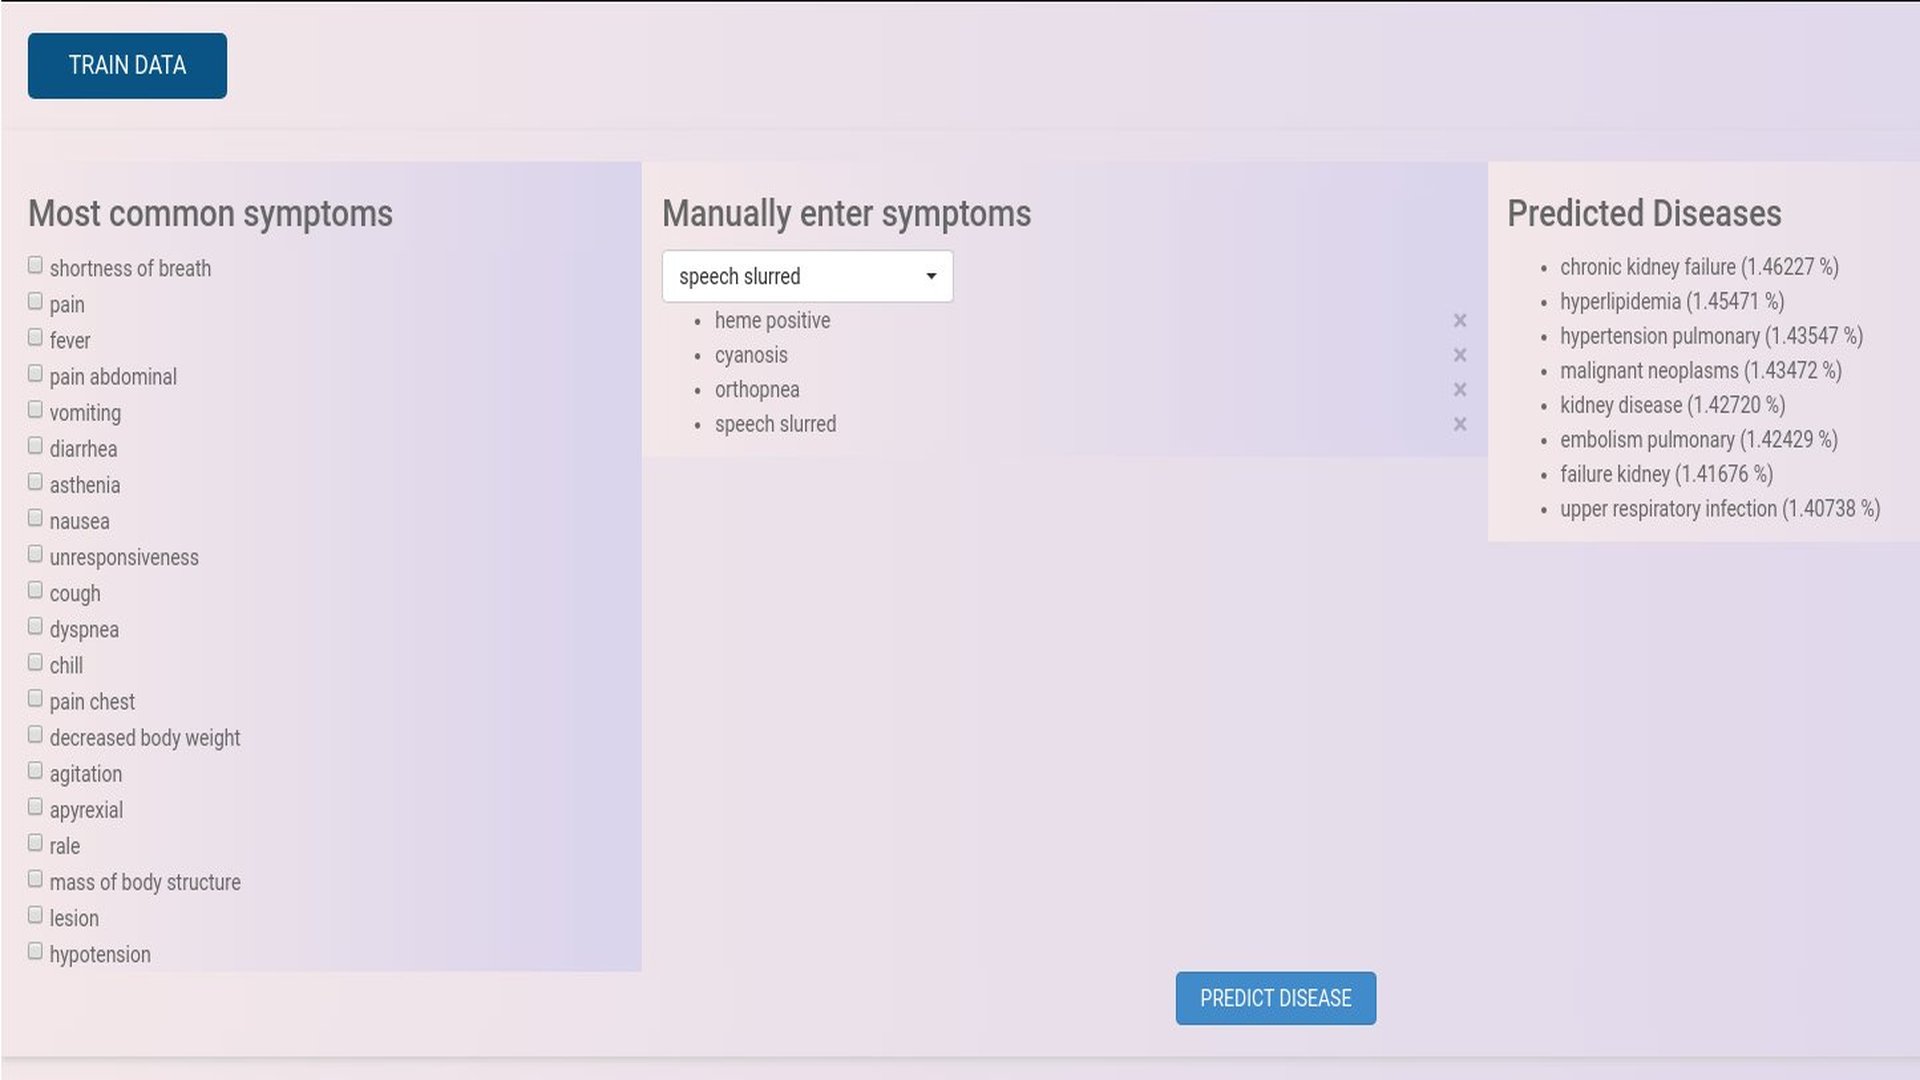 TRAIN DATA
Most common symptoms
shortness of breath
pain
fever
pain abdominal
vomiting
diarrhea
asthenia
nausea
unresponsiveness
cough
dyspnea
chill
pain chest
decreased body weight
agitation
apyrexial
rale
mass of body structure
lesion
hypotension
Manually enter symptoms
speech slurred
• heme positive ×
• cyanosis ×
• orthopnea ×
• speech slurred ×
Predicted Diseases
• chronic kidney failure (1.46227 %)
• hyperlipidemia (1.45471 %)
• hypertension pulmonary (1.43547 %)
• malignant neoplasms (1.43472 %)
• kidney disease (1.42720 %)
• embolism pulmonary (1.42429 %)
• failure kidney (1.41676 %)
• upper respiratory infection (1.40738 %)
PREDICT DISEASE